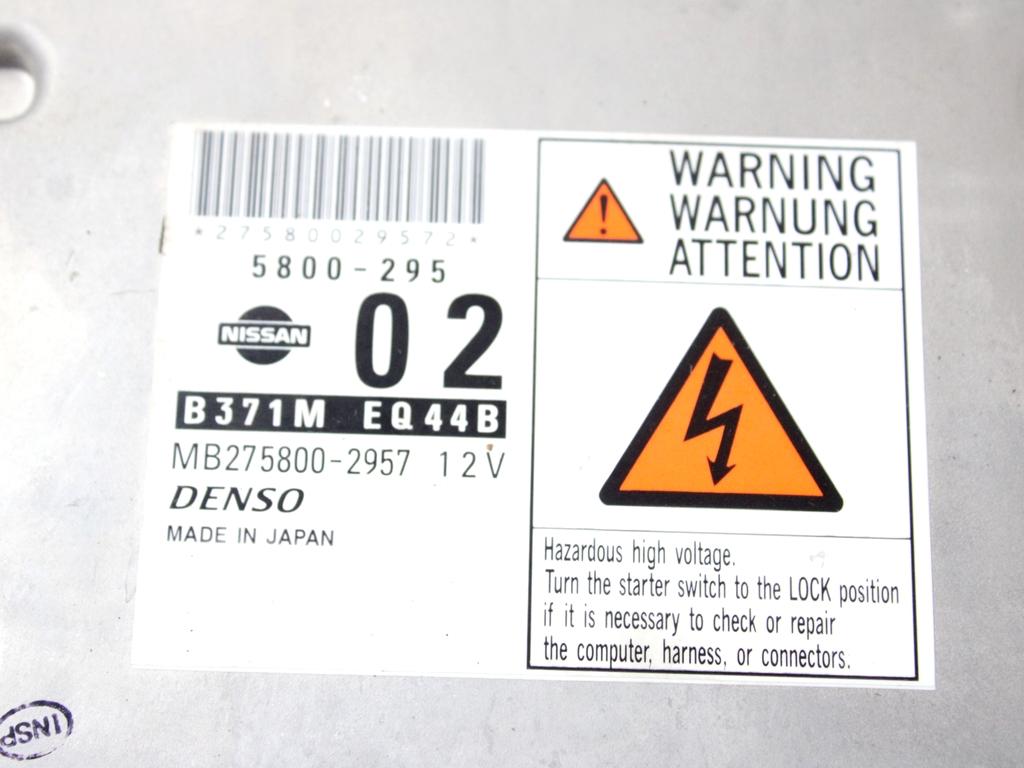 *27580029572*
5800-295
NISSAN
02
B371M EQ44B
MB275800-2957 12V
DENSO
MADE IN JAPAN
WARNING
WARNUNG
ATTENTION
Hazardous high voltage.
Turn the starter switch to the LOCK position
if it is necessary to check or repair
the computer, harness, or connectors.
INSP